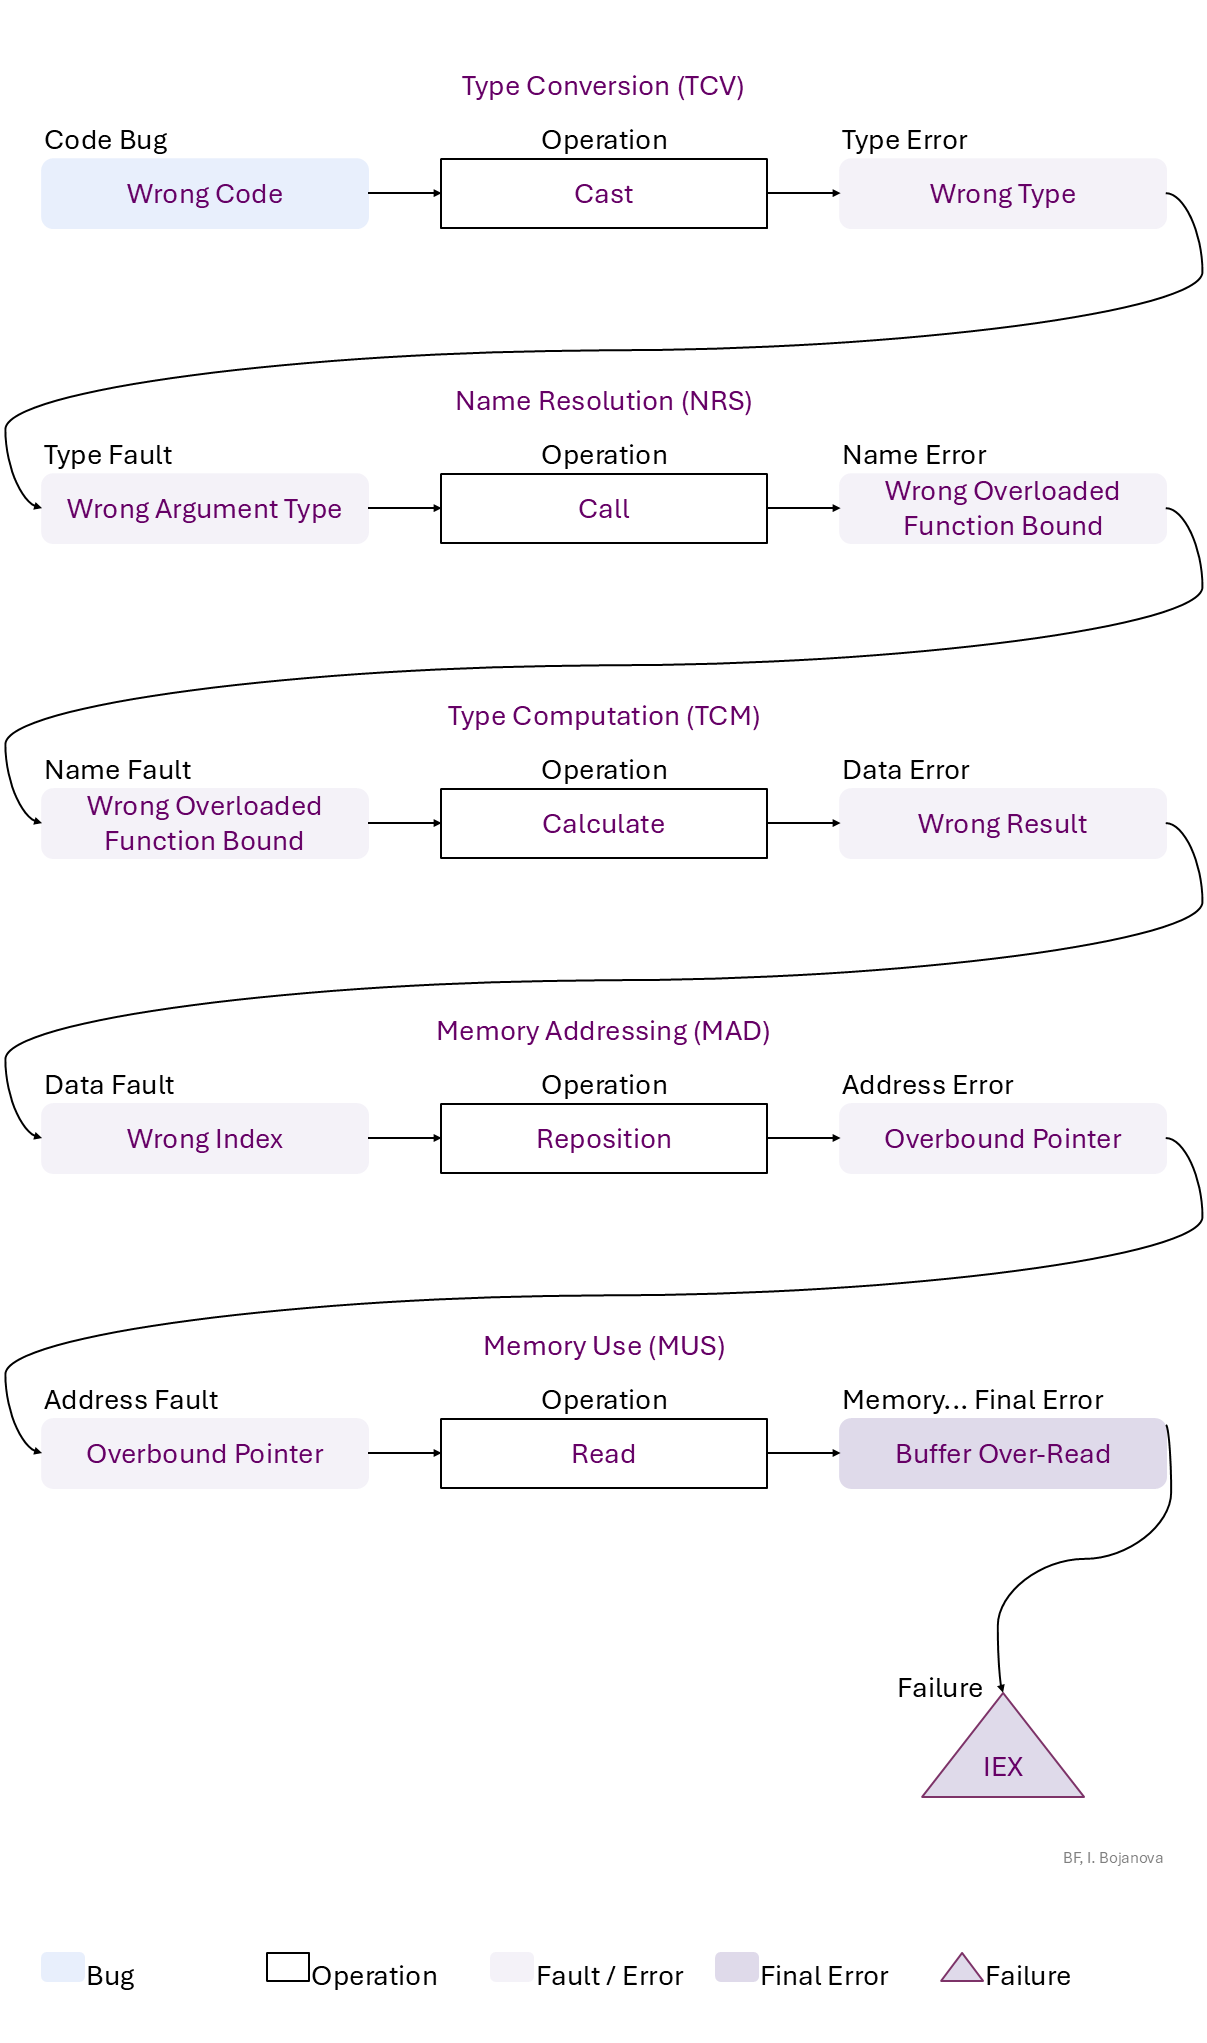 Type Conversion (TCV)
Code Bug
Operation
Type Error
Wrong Code
Cast
Wrong Type
Name Resolution (NRS)
Type Fault
Operation
Name Error
Wrong Argument Type
Call
Wrong Overloaded
Function Bound
Type Computation (TCM)
Name Fault
Operation
Data Error
Wrong Overloaded
Function Bound
Calculate
Wrong Result
Memory Addressing (MAD)
Data Fault
Operation
Address Error
Wrong Index
Reposition
Overbound Pointer
Memory Use (MUS)
Address Fault
Operation
Memory... Final Error
Overbound Pointer
Read
Buffer Over-Read
Failure
IEX
BF, I. Bojanova
Bug
Operation
Fault / Error
Final Error
Failure